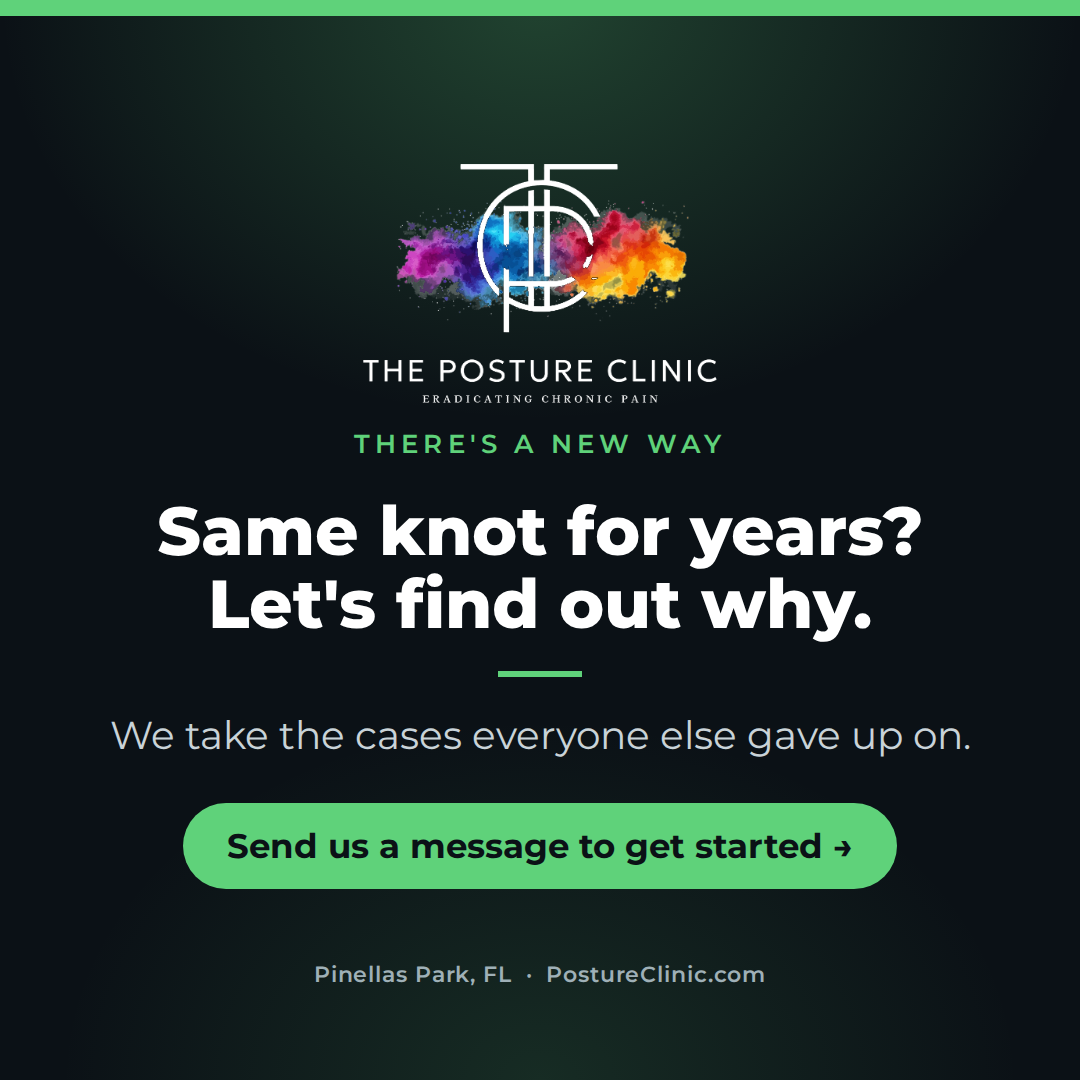 THE POSTURE CLINIC
ERADICATING CHRONIC PAIN
THERE'S A NEW WAY
Same knot for years?
Let's find out why.
We take the cases everyone else gave up on.
Send us a message to get started →
Pinellas Park, FL · PostureClinic.com